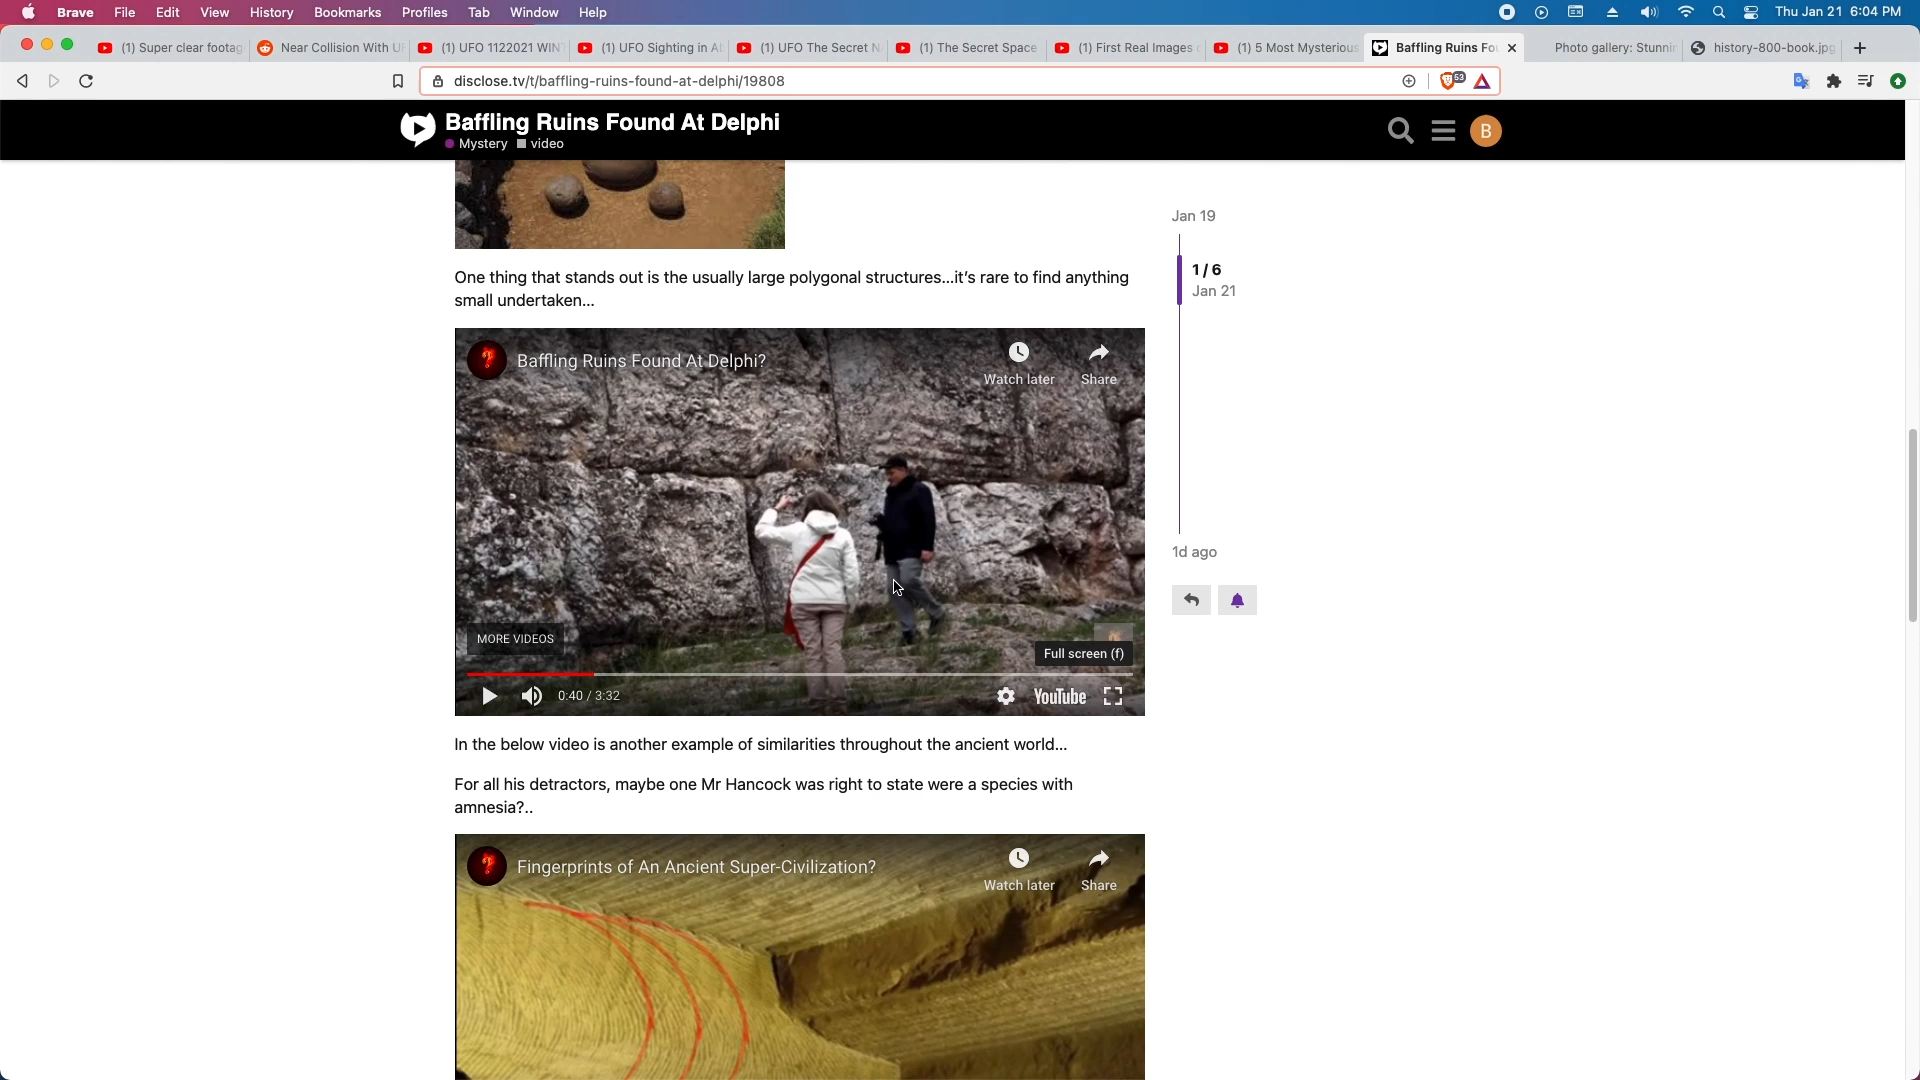 Brave File Edit View History Bookmarks Profiles Tab Window Help Thu Jan 21 6:04 PM
(1) Super clear footag Near Collision With U (1) UFO 1122021 WIN (1) UFO Sighting in A (1) UFO The Secret N (1) The Secret Space (1) First Real Images (1) 5 Most Mysterious Baffling Ruins Fo Photo gallery: Stunnin history-800-book.jpg
disclose.tv/t/baffling-ruins-found-at-delphi/19808 53
Baffling Ruins Found At Delphi
Mystery video
B
Jan 19
1 / 6
Jan 21
1d ago
One thing that stands out is the usually large polygonal structures...it's rare to find anything
small undertaken...
Baffling Ruins Found At Delphi?
Watch later Share
MORE VIDEOS
Full screen (f)
0:40 / 3:32 YouTube
In the below video is another example of similarities throughout the ancient world...
For all his detractors, maybe one Mr Hancock was right to state were a species with
amnesia?..
Fingerprints of An Ancient Super-Civilization?
Watch later Share